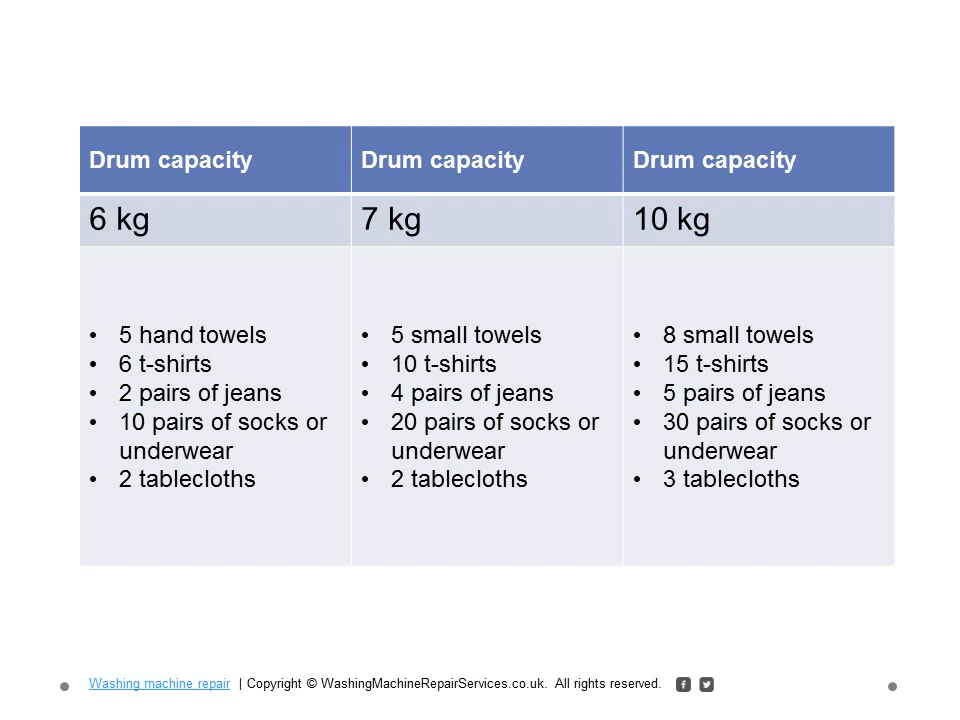 Drum capacity
Drum capacity
Drum capacity
6 kg
7 kg
10 kg
• 5 hand towels
• 6 t-shirts
• 2 pairs of jeans
• 10 pairs of socks or
underwear
• 2 tablecloths
• 5 small towels
• 10 t-shirts
• 4 pairs of jeans
• 20 pairs of socks or
underwear
• 2 tablecloths
• 8 small towels
• 15 t-shirts
• 5 pairs of jeans
• 30 pairs of socks or
underwear
• 3 tablecloths
Washing machine repair | Copyright © WashingMachineRepairServices.co.uk. All rights reserved.